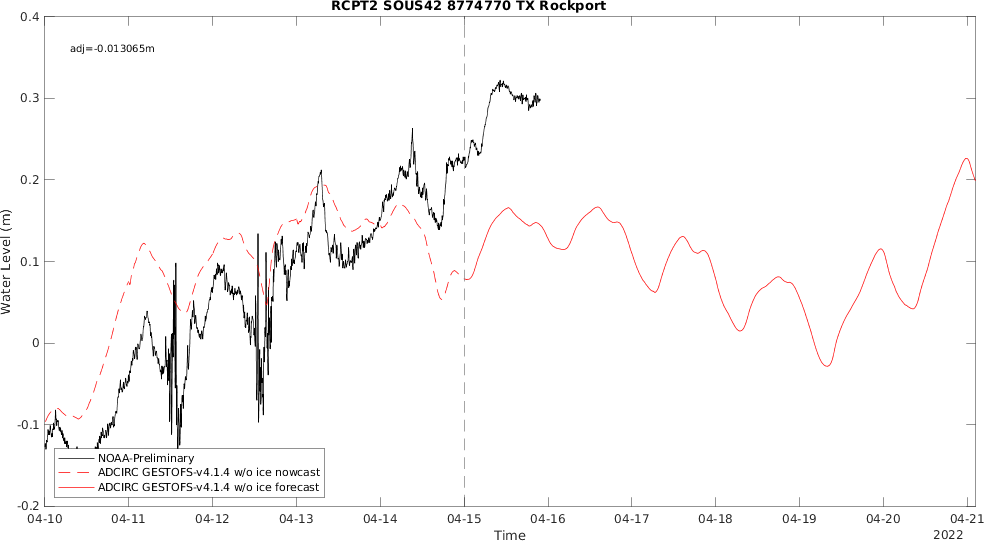 RCPT2 SOUS42 8774770 TX Rockport
adj=-0.013065m
Water Level (m)
0.4
0.3
0.2
0.1
0
-0.1
-0.2
NOAA-Preliminary
ADCIRC GESTOFS-v4.1.4 w/o ice nowcast
ADCIRC GESTOFS-v4.1.4 w/o ice forecast
04-10 04-11 04-12 04-13 04-14 04-15 04-16 04-17 04-18 04-19 04-20 04-21
Time
2022